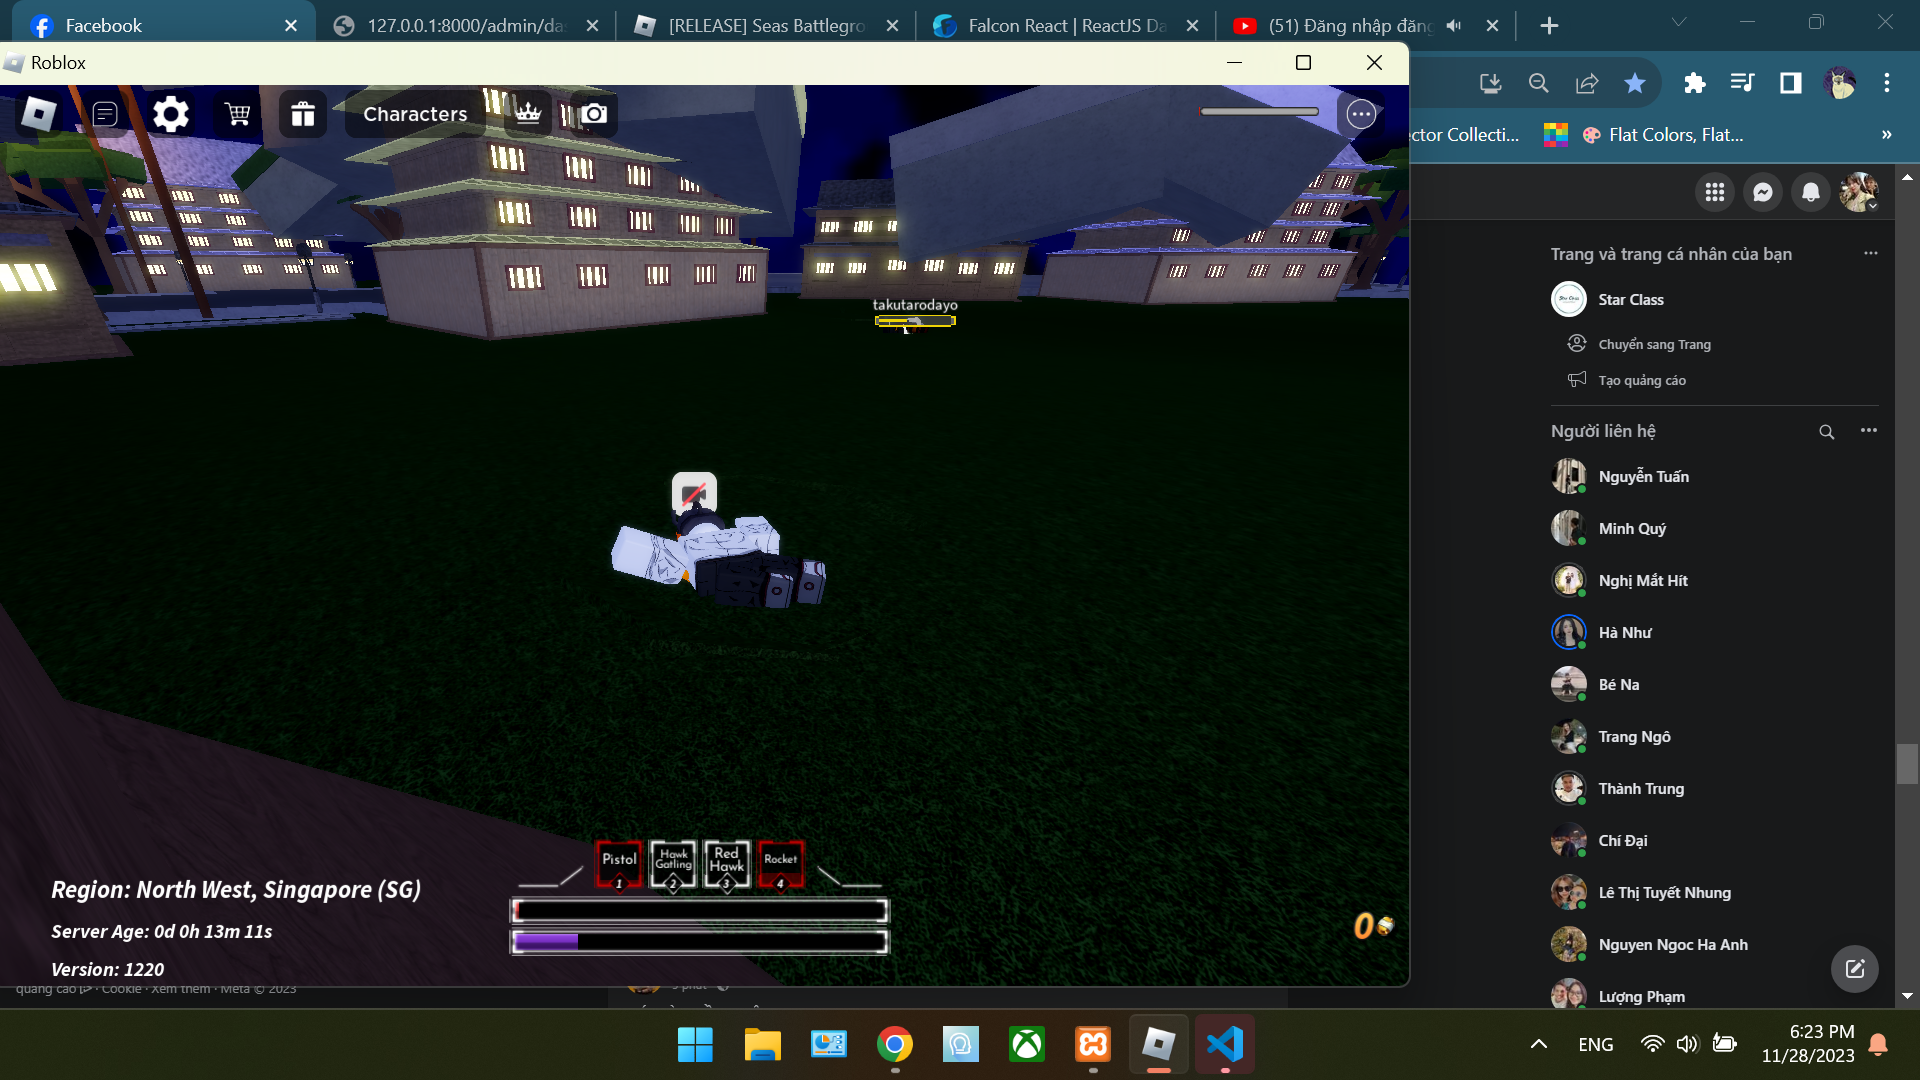 Facebook
127.0.0.1:8000/admin/das
[RELEASE] Seas Battlegro
Falcon React | ReactJS Da
(51) Đăng nhập đăng
Roblox
Characters
ector Collecti...
Flat Colors, Flat...
»
takutarodayo
Trang và trang cá nhân của bạn
Star Class
Chuyển sang Trang
Tạo quảng cáo
Người liên hệ
Nguyễn Tuấn
Minh Quý
Nghị Mắt Hít
Hà Như
Bé Na
Trang Ngô
Thành Trung
Chí Đại
Lê Thị Tuyết Nhung
Nguyen Ngoc Ha Anh
Lượng Phạm
Pistol
1
Hawk
Gatling
2
Red
Hawk
3
Rocket
4
Region: North West, Singapore (SG)
Server Age: 0d 0h 13m 11s
Version: 1220
0
quảng cáo · Cookie · Xem thêm · Meta © 2023
5 phút
ENG
6:23 PM
11/28/2023